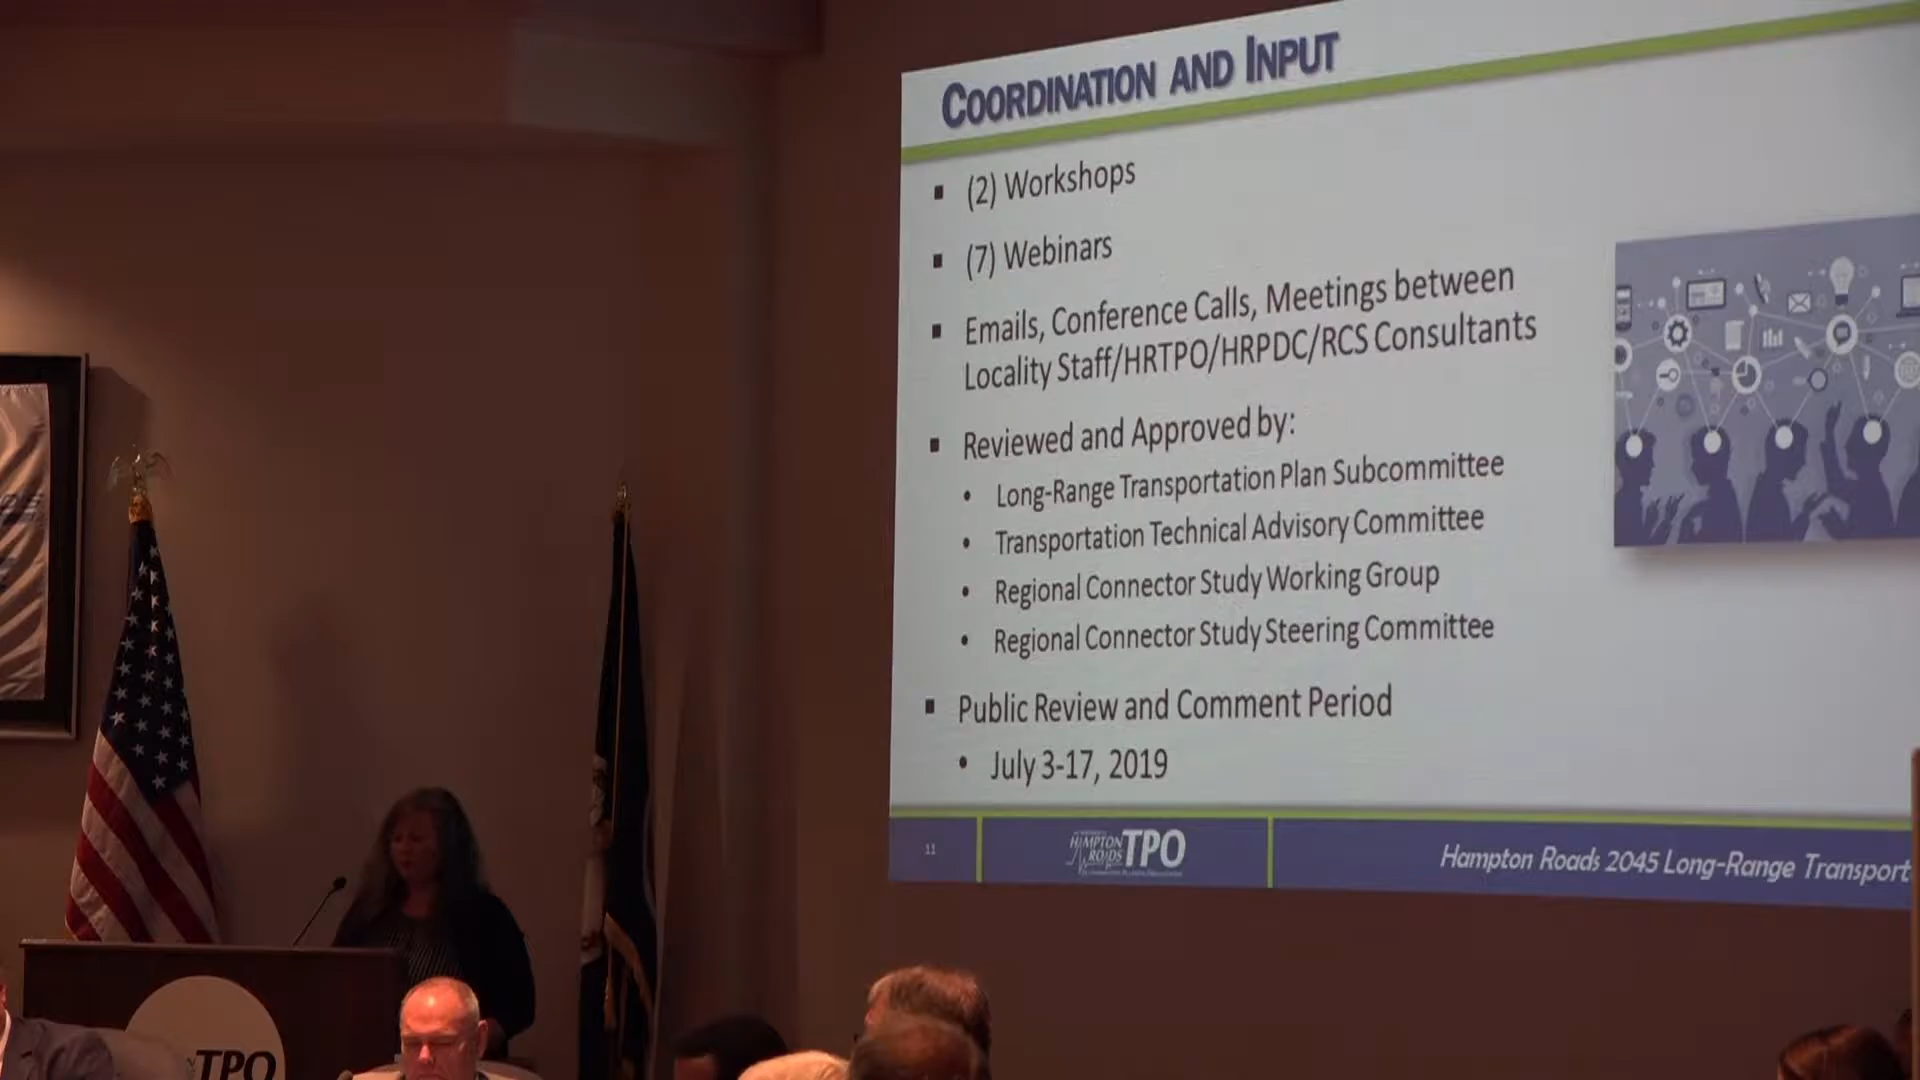 COORDINATION AND INPUT
▪ (2) Workshops
▪ (7) Webinars
▪ Emails, Conference Calls, Meetings between
Locality Staff/HRTPO/HRPDC/RCS Consultants
▪ Reviewed and Approved by:
• Long-Range Transportation Plan Subcommittee
• Transportation Technical Advisory Committee
• Regional Connector Study Working Group
• Regional Connector Study Steering Committee
▪ Public Review and Comment Period
• July 3-17, 2019
11
HAMPTON ROADS TPO
Hampton Roads 2045 Long-Range Transport
TPO